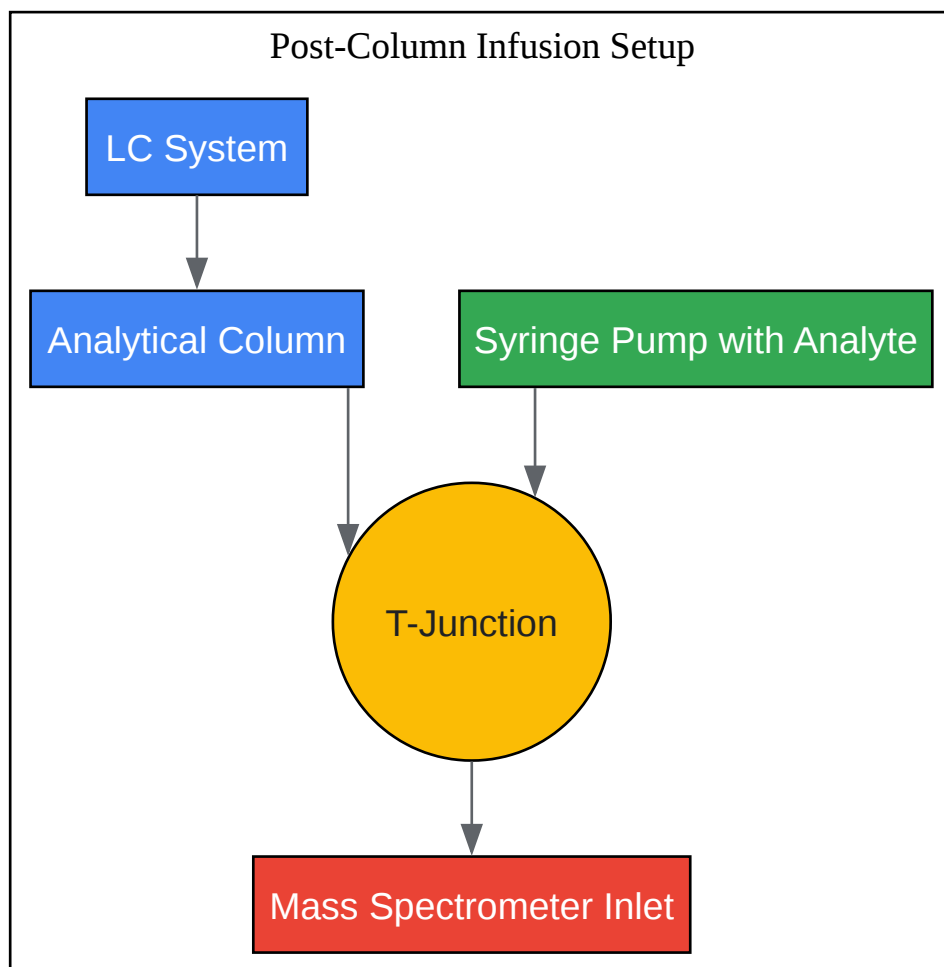 Post-Column Infusion Setup
LC System
Analytical Column
Syringe Pump with Analyte
T-Junction
Mass Spectrometer Inlet